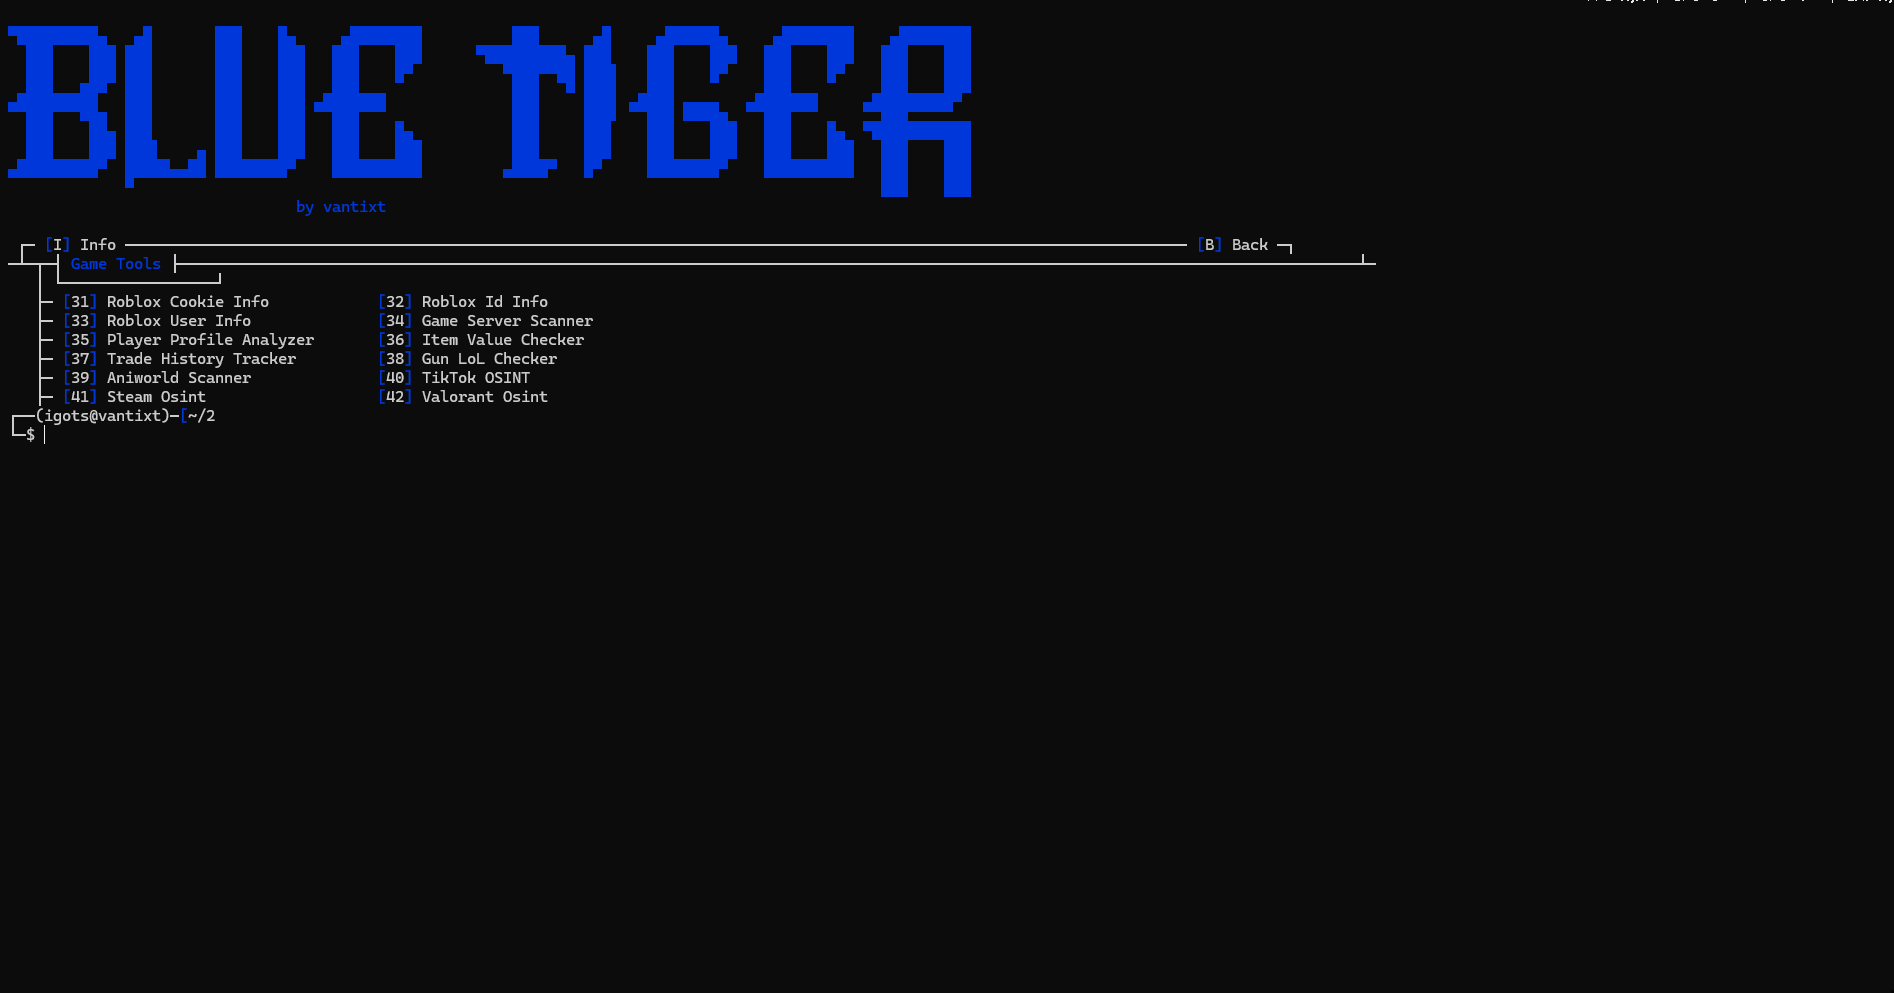 BLUE TIGER
by vantixt
[I] Info [B] Back
Game Tools
[31] Roblox Cookie Info [32] Roblox Id Info
[33] Roblox User Info [34] Game Server Scanner
[35] Player Profile Analyzer [36] Item Value Checker
[37] Trade History Tracker [38] Gun LoL Checker
[39] Aniworld Scanner [40] TikTok OSINT
[41] Steam Osint [42] Valorant Osint
(igots@vantixt)-[~/2
$